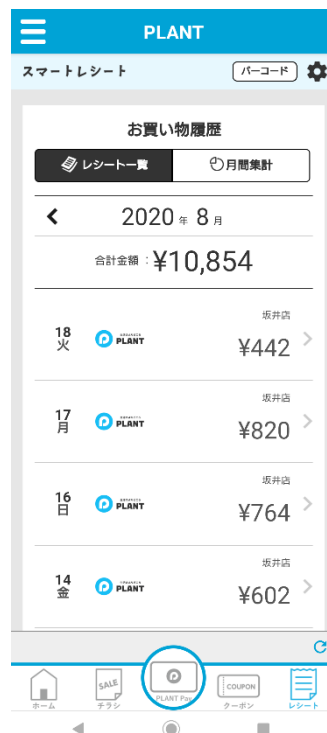 PLANT
スマートレシート
バーコード
お買い物履歴
レシート一覧
月間集計
2020 年 8 月
合計金額 : ¥10,854
18
火
PLANT
坂井店
¥442
17
月
PLANT
坂井店
¥820
16
日
PLANT
坂井店
¥764
14
金
PLANT
坂井店
¥602
ホーム
SALE
チラシ
PLANT Pay
COUPON
クーポン
レシート